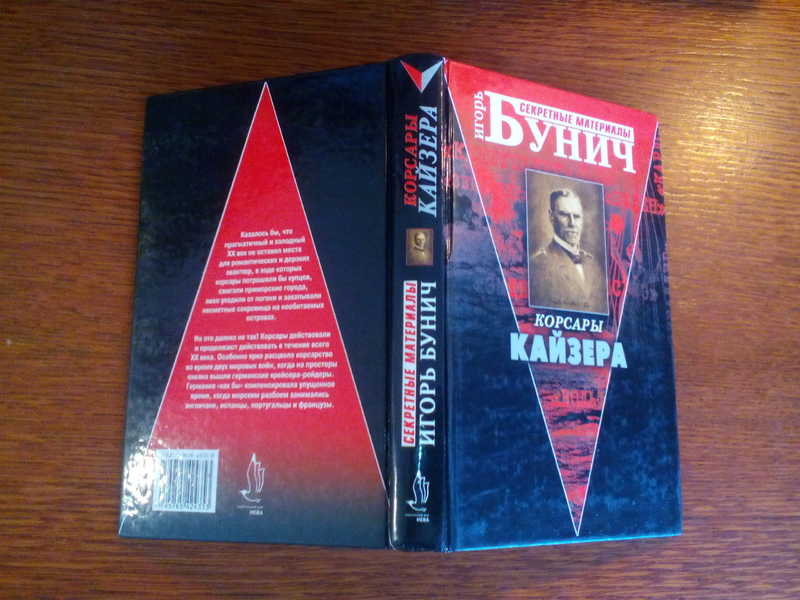 Казалось бы, что
прагматичный и холодный
XX век не оставил места
для романтических и дерзких
авантюр, в ходе которых
корсары потрошили бы купцов,
сжигали приморские города,
лихо уходили от погони и закапывали
несметные сокровища на необитаемых
островах.
Но это далеко не так! Корсары действовали
и продолжают действовать в течение всего
XX века. Особенно ярко расцвело корсарство
во время двух мировых войн, когда на просторы
океана вышли германские крейсера-рейдеры.
Германия «как бы» компенсировала упущенное
время, когда морским разбоем занимались
англичане, испанцы, португальцы и французы.
НЕВА
КОРСАРЫ
КАЙЗЕРА
СЕКРЕТНЫЕ МАТЕРИАЛЫ
ИГОРЬ БУНИЧ
СЕКРЕТНЫЕ МАТЕРИАЛЫ
игорь
БУНИЧ
КОРСАРЫ
КАЙЗЕРА